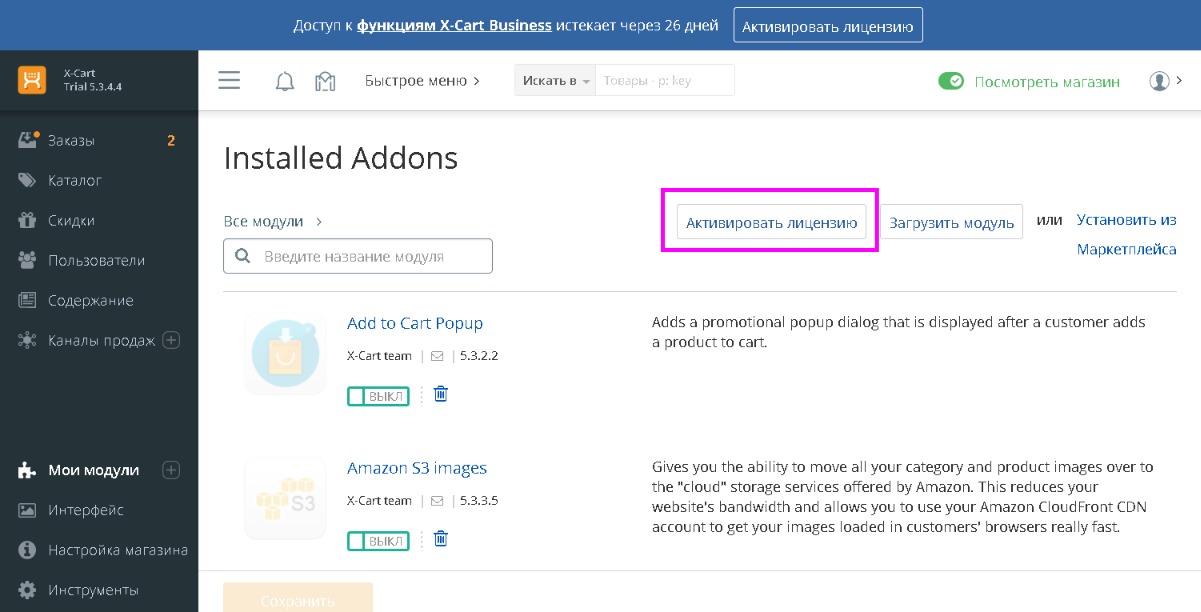 Доступ к функциям X-Cart Business истекает через 26 дней
Активировать лицензию
X-Cart
Trial 5.3.4.4
Быстрое меню
Искать в
Товары - p: key
Посмотреть магазин
Заказы 2
Каталог
Скидки
Пользователи
Содержание
Каналы продаж
Мои модули
Интерфейс
Настройка магазина
Инструменты
Installed Addons
Все модули
Введите название модуля
Активировать лицензию
Загрузить модуль
или
Установить из
Маркетплейса
Add to Cart Popup
X-Cart team | 5.3.2.2
ВЫКЛ
Adds a promotional popup dialog that is displayed after a customer adds
a product to cart.
S3
Amazon S3 images
X-Cart team | 5.3.3.5
ВЫКЛ
Gives you the ability to move all your category and product images over to
the "cloud" storage services offered by Amazon. This reduces your
website's bandwidth and allows you to use your Amazon CloudFront CDN
account to get your images loaded in customers' browsers really fast.
Сохранить